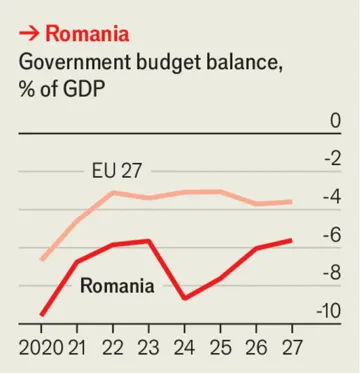 → Romania
Government budget balance,
% of GDP
0
-2
EU 27
-4
-6
Romania
-8
-10
2020 21 22 23 24 25 26 27